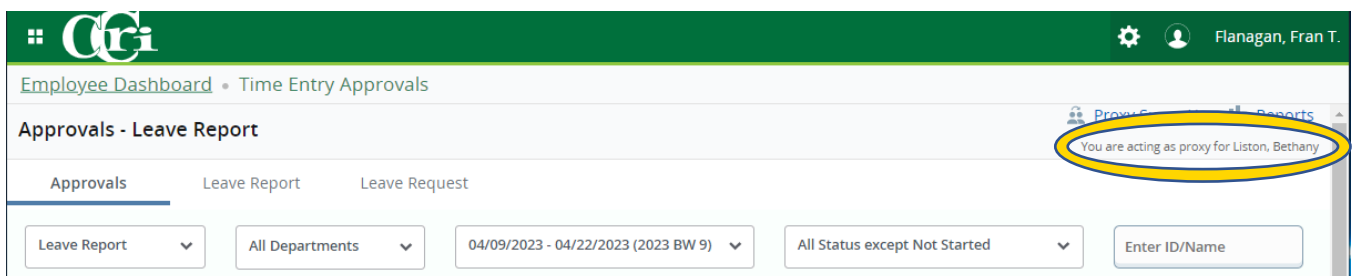 CCri
Flanagan, Fran T.
Employee Dashboard • Time Entry Approvals
Approvals - Leave Report
Proxy Reports
You are acting as proxy for Liston, Bethany
Approvals Leave Report Leave Request
Leave Report All Departments 04/09/2023 - 04/22/2023 (2023 BW 9) All Status except Not Started Enter ID/Name